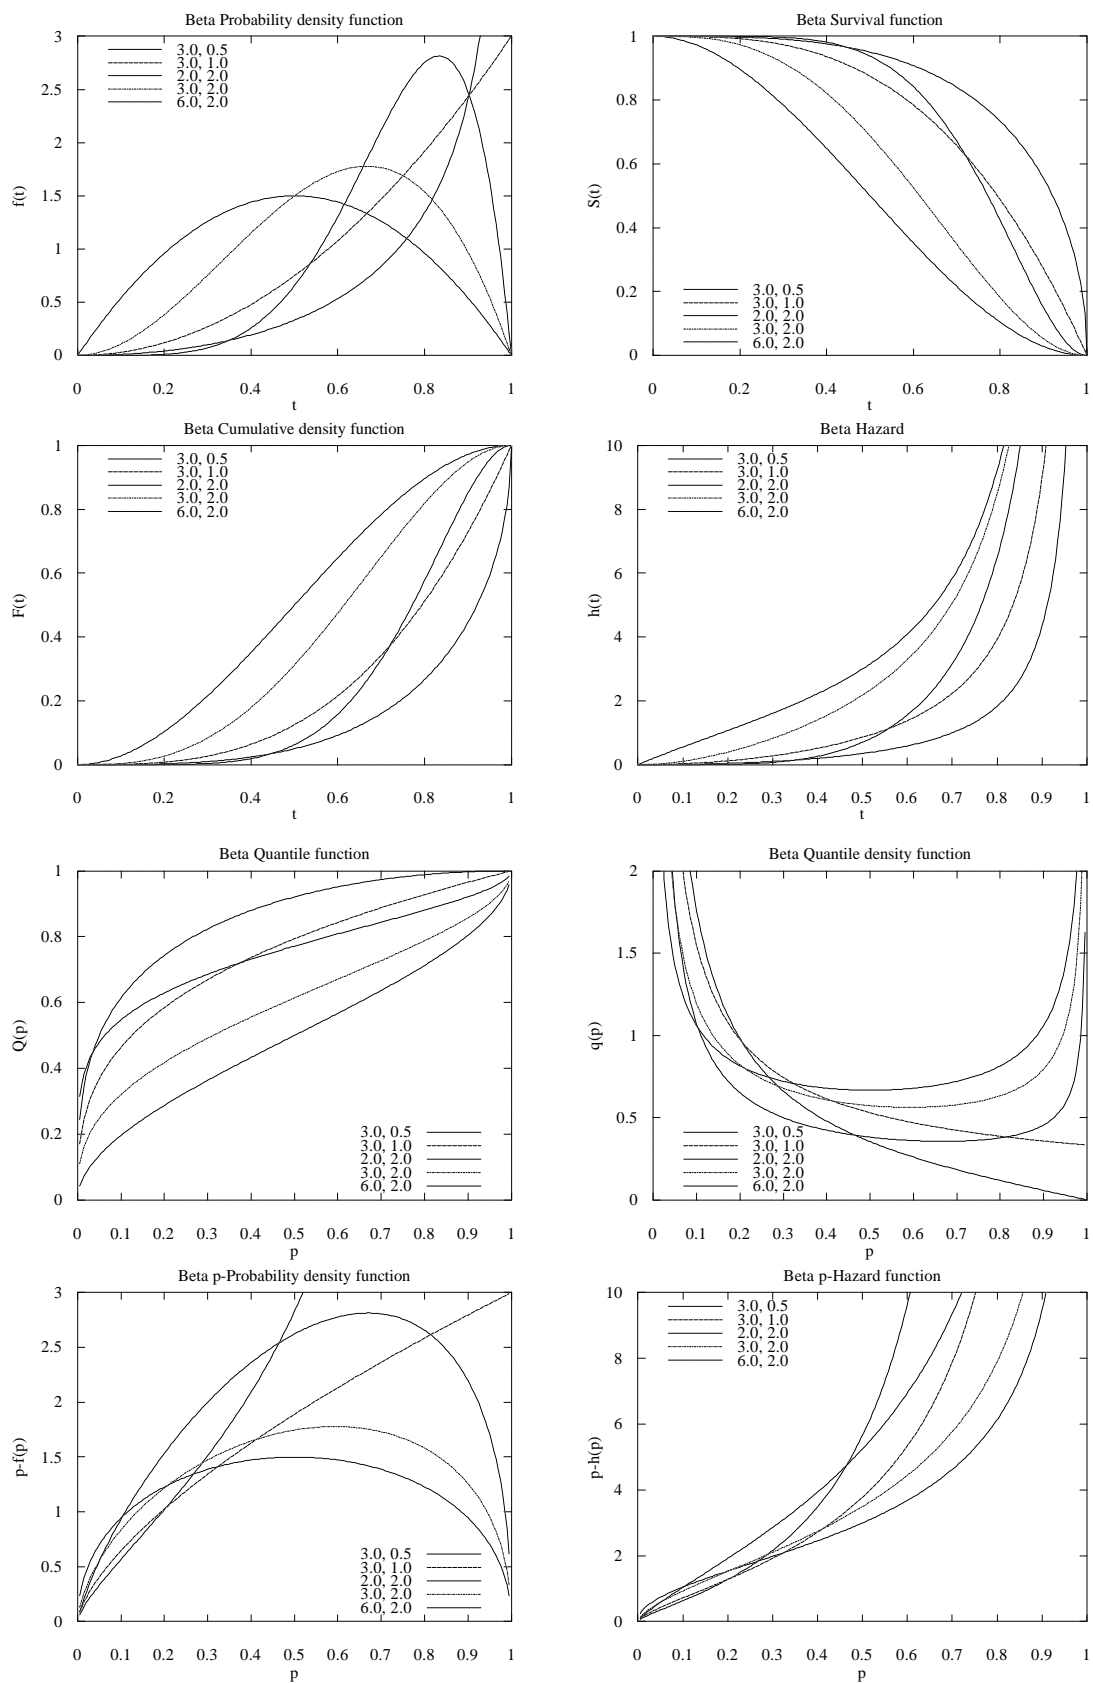 Beta Probability density function
3
2.5
2
1.5
1
0.5
0
f(t)
3.0, 0.5
3.0, 1.0
2.0, 2.0
3.0, 2.0
6.0, 2.0
0 0.2 0.4 0.6 0.8 1
t
Beta Survival function
1
0.8
0.6
0.4
0.2
0
S(t)
3.0, 0.5
3.0, 1.0
2.0, 2.0
3.0, 2.0
6.0, 2.0
0 0.2 0.4 0.6 0.8 1
t
Beta Cumulative density function
1
0.8
0.6
0.4
0.2
0
F(t)
3.0, 0.5
3.0, 1.0
2.0, 2.0
3.0, 2.0
6.0, 2.0
0 0.2 0.4 0.6 0.8 1
t
Beta Hazard
10
8
6
4
2
0
h(t)
3.0, 0.5
3.0, 1.0
2.0, 2.0
3.0, 2.0
6.0, 2.0
0 0.1 0.2 0.3 0.4 0.5 0.6 0.7 0.8 0.9 1
t
Beta Quantile function
1
0.8
0.6
0.4
0.2
0
Q(p)
3.0, 0.5
3.0, 1.0
2.0, 2.0
3.0, 2.0
6.0, 2.0
0 0.1 0.2 0.3 0.4 0.5 0.6 0.7 0.8 0.9 1
p
Beta Quantile density function
2
1.5
1
0.5
0
q(p)
3.0, 0.5
3.0, 1.0
2.0, 2.0
3.0, 2.0
6.0, 2.0
0 0.1 0.2 0.3 0.4 0.5 0.6 0.7 0.8 0.9 1
p
Beta p-Probability density function
3
2.5
2
1.5
1
0.5
0
p-f(p)
3.0, 0.5
3.0, 1.0
2.0, 2.0
3.0, 2.0
6.0, 2.0
0 0.1 0.2 0.3 0.4 0.5 0.6 0.7 0.8 0.9 1
p
Beta p-Hazard function
10
8
6
4
2
0
p-h(p)
3.0, 0.5
3.0, 1.0
2.0, 2.0
3.0, 2.0
6.0, 2.0
0 0.1 0.2 0.3 0.4 0.5 0.6 0.7 0.8 0.9 1
p